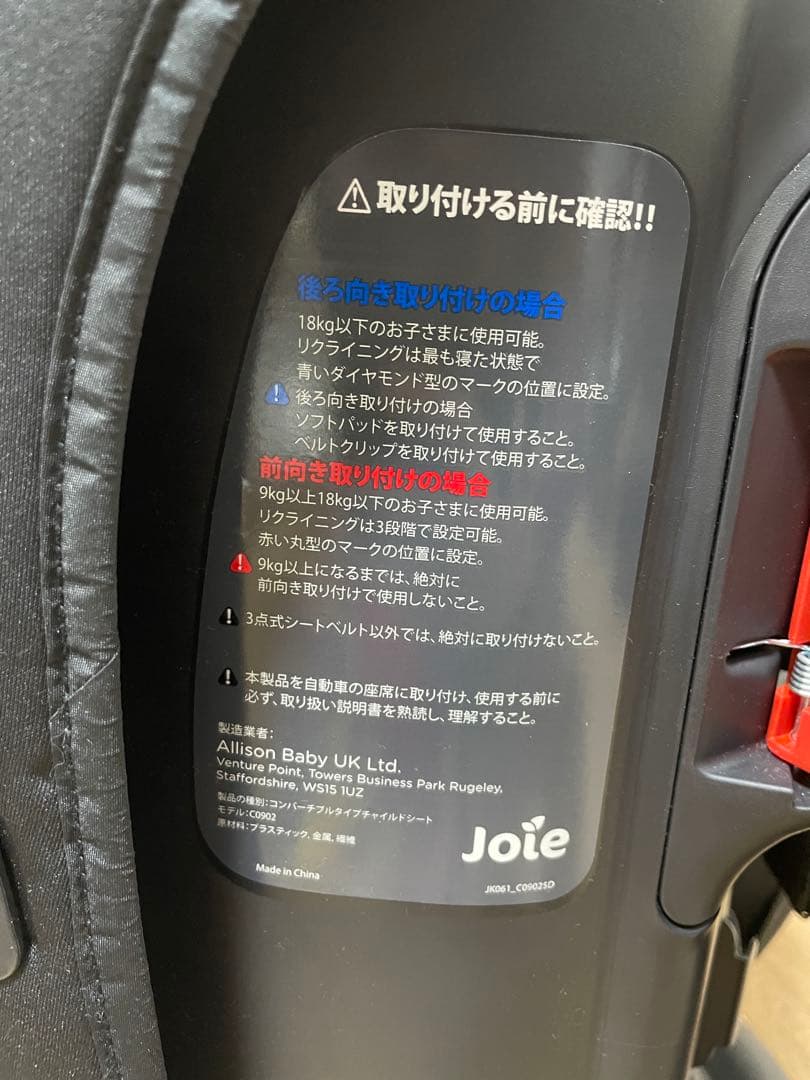 取り付ける前に確認!!
後ろ向き取り付けの場合
18kg以下のお子さまに使用可能。
リクライニングは最も寝た状態で
青いダイヤモンド型のマークの位置に設定。
後ろ向き取り付けの場合
ソフトパッドを取り付けて使用すること。
ベルトクリップを取り付けて使用すること。
前向き取り付けの場合
9kg以上18kg以下のお子さまに使用可能。
リクライニングは3段階で設定可能。
赤い丸型のマークの位置に設定。
9kg以上になるまでは、絶対に
前向き取り付けで使用しないこと。
3点式シートベルト以外では、絶対に取り付けないこと。
本製品を自動車の座席に取り付け、使用する前に
必ず、取り扱い説明書を熟読し、理解すること。
製造業者:
Allison Baby UK Ltd.
Venture Point, Towers Business Park Rugeley,
Staffordshire, WS15 1UZ
製品の種別:コンバーチブルタイプチャイルドシート
モデル:C0902
原材料:プラスティック, 金属, 繊維
Joie
Made in China
JK061_C0902SD